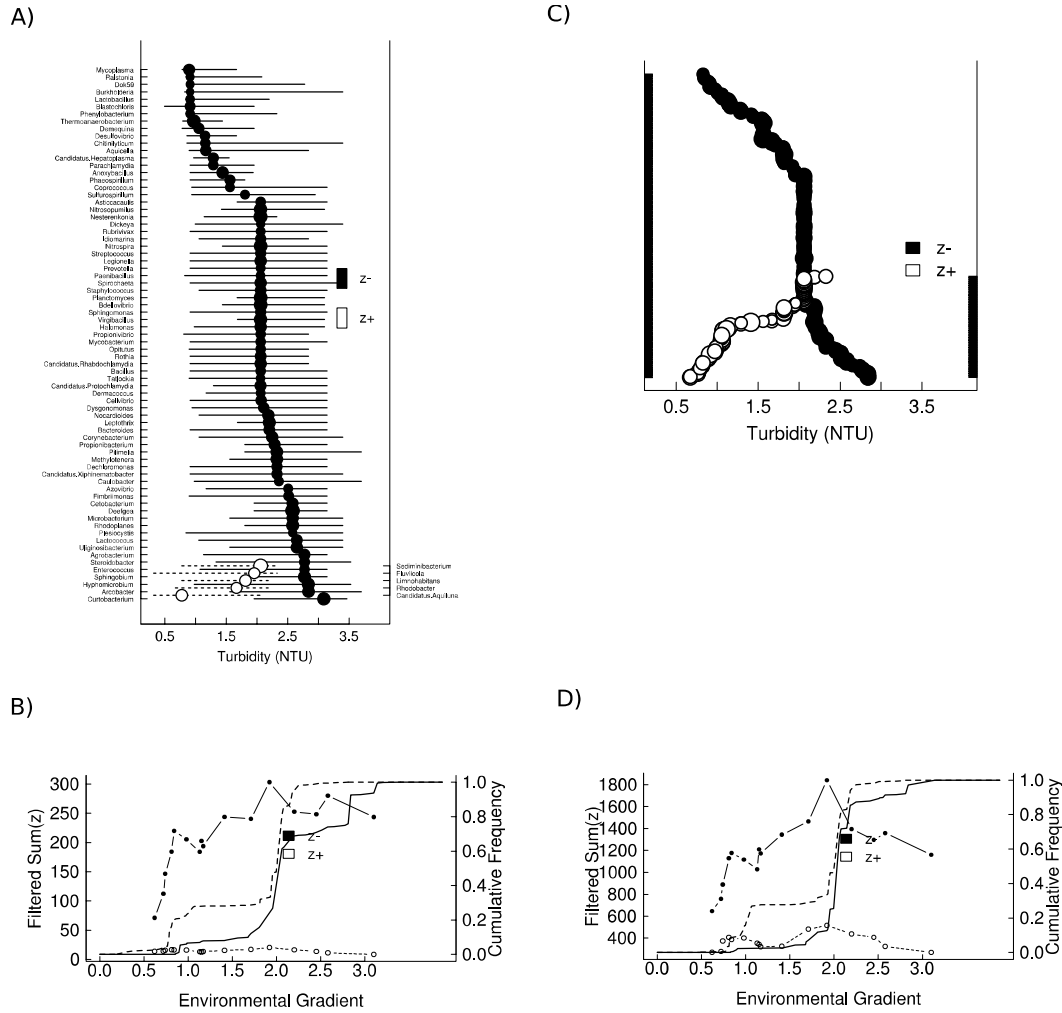 A)
Mycoplasma
Ralstonia
Dok59
Burkholderia
Lactobacillus
Blastochloris
Phenylobacterium
Thermoanaerobacterium
Demequina
Desulfovibrio
Chitinilyticum
Aquicella
Candidatus.Hepatoplasma
Parachlamydia
Anoxybacillus
Phaeospirillum
Coprococcus
Sulfurospirillum
Asticcacaulis
Nitrosopumilus
Nesterenkonia
Dickeya
Rubrivivax
Idiomarina
Nitrospira
Streptococcus
Legionella
Prevotella
Paenibacillus
Spirochaeta
Staphylococcus
Planctomyces
Bdellovibrio
Sphingomonas
Virgibacillus
Halomonas
Propionivibrio
Mycobacterium
Opitutus
Rothia
Candidatus.Rhabdochlamydia
Bacillus
Tatlockia
Candidatus.Protochlamydia
Dermacoccus
Cellvibrio
Dysgonomonas
Nocardioides
Leptothrix
Bacteroides
Corynebacterium
Propionibacterium
Pilimelia
Methylotenera
Dechloromonas
Candidatus.Xiphinematobacter
Caulobacter
Azovibrio
Fimbriimonas
Cetobacterium
Deefgea
Microbacterium
Rhodoplanes
Plesiocystis
Lactococcus
Uliginosibacterium
Agrobacterium
Steroidobacter
Enterococcus
Sphingobium
Hyphomicrobium
Arcobacter
Curtobacterium
z-
z+
Sediminibacterium
Fluviicola
Limnohabitans
Rhodobacter
Candidatus.Aquiluna
0.5 1.5 2.5 3.5
Turbidity (NTU)
C)
z-
z+
0.5 1.5 2.5 3.5
Turbidity (NTU)
B)
Filtered Sum(z)
300
250
200
150
100
50
0
z-
z+
1.0
0.8
0.6
0.4
0.2
0.0
Cumulative Frequency
0.0 0.5 1.0 1.5 2.0 2.5 3.0
Environmental Gradient
D)
Filtered Sum(z)
1800
1600
1400
1200
1000
800
600
400
z-
z+
1.0
0.8
0.6
0.4
0.2
0.0
Cumulative Frequency
0.0 0.5 1.0 1.5 2.0 2.5 3.0
Environmental Gradient